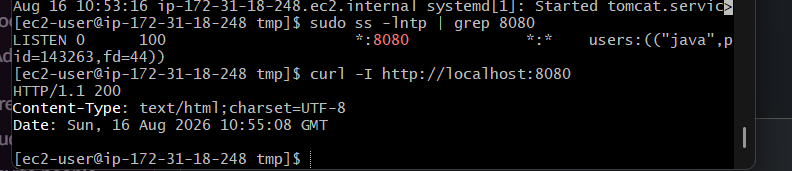 Aug 16 10:53:16 ip-172-31-18-248.ec2.internal systemd[1]: Started tomcat.servic>
[ec2-user@ip-172-31-18-248 tmp]$ sudo ss -lntp | grep 8080
LISTEN 0      100                *:8080            *:*    users:(("java",p
id=143263,fd=44))
[ec2-user@ip-172-31-18-248 tmp]$ curl -I http://localhost:8080
HTTP/1.1 200
Content-Type: text/html;charset=UTF-8
Date: Sun, 16 Aug 2026 10:55:08 GMT
[ec2-user@ip-172-31-18-248 tmp]$